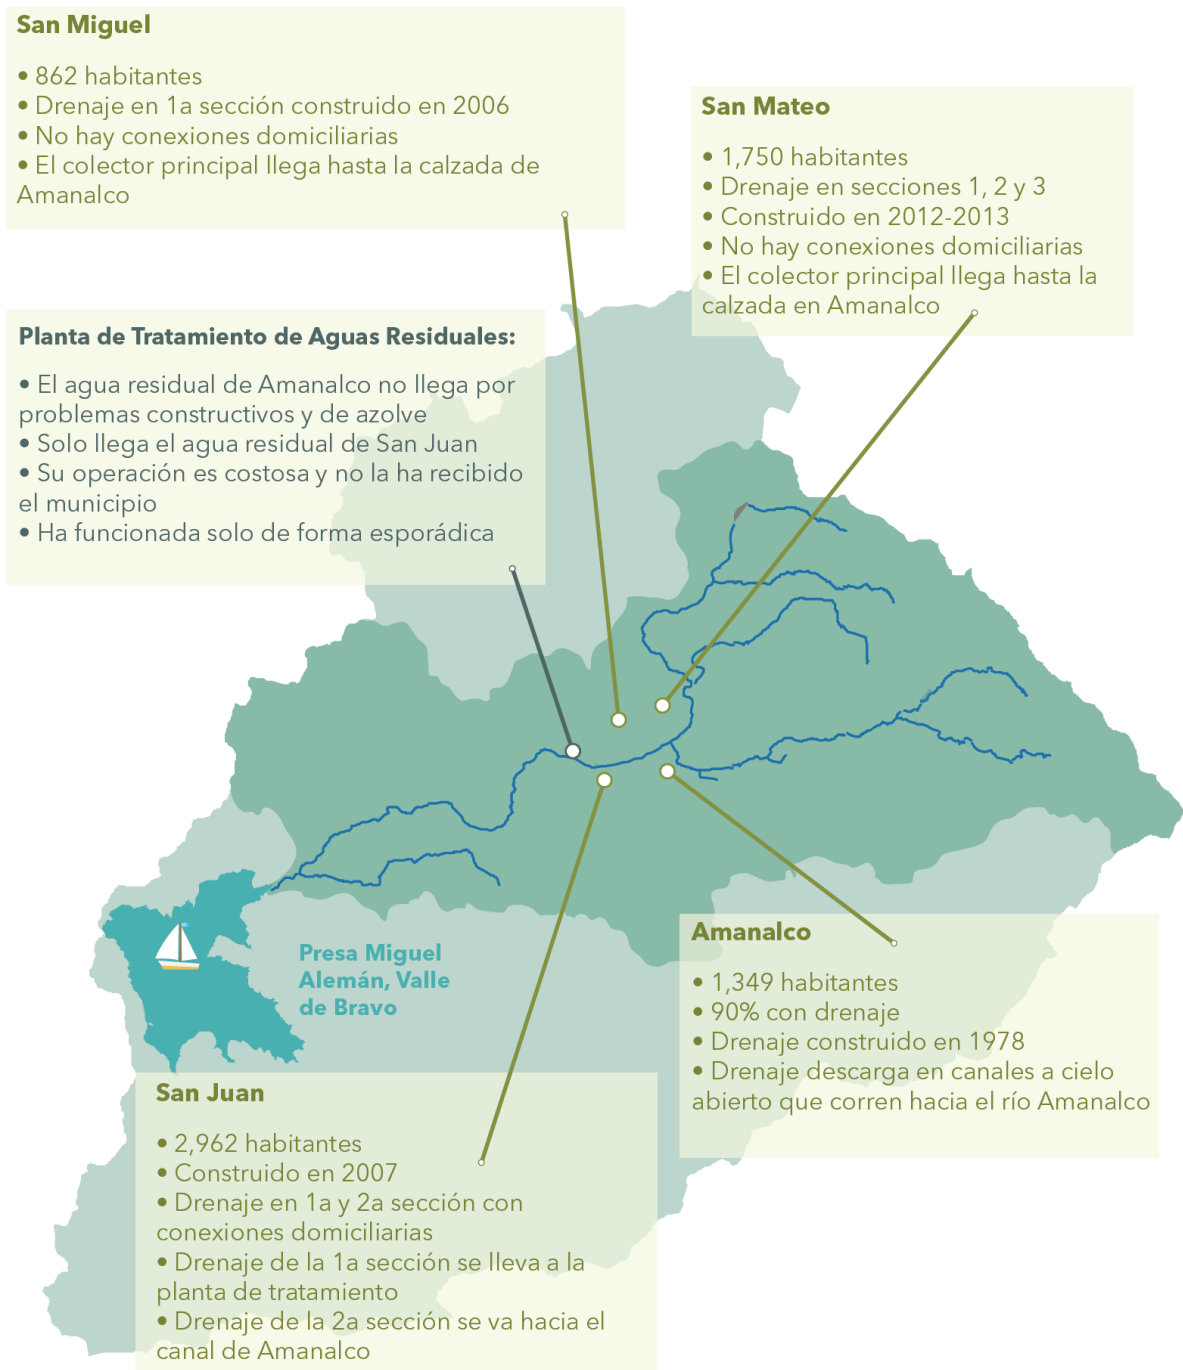 San Miguel
• 862 habitantes
• Drenaje en 1a sección construido en 2006
• No hay conexiones domiciliarias
• El colector principal llega hasta la calzada de
Amanalco
San Mateo
• 1,750 habitantes
• Drenaje en secciones 1, 2 y 3
• Construido en 2012-2013
• No hay conexiones domiciliarias
• El colector principal llega hasta la
calzada en Amanalco
Planta de Tratamiento de Aguas Residuales:
• El agua residual de Amanalco no llega por
problemas constructivos y de azolve
• Solo llega el agua residual de San Juan
• Su operación es costosa y no la ha recibido
el municipio
• Ha funcionada solo de forma esporádica
Presa Miguel
Alemán, Valle
de Bravo
Amanalco
• 1,349 habitantes
• 90% con drenaje
• Drenaje construido en 1978
• Drenaje descarga en canales a cielo
abierto que corren hacia el río Amanalco
San Juan
• 2,962 habitantes
• Construido en 2007
• Drenaje en 1a y 2a sección con
conexiones domiciliarias
• Drenaje de la 1a sección se lleva a la
planta de tratamiento
• Drenaje de la 2a sección se va hacia el
canal de Amanalco